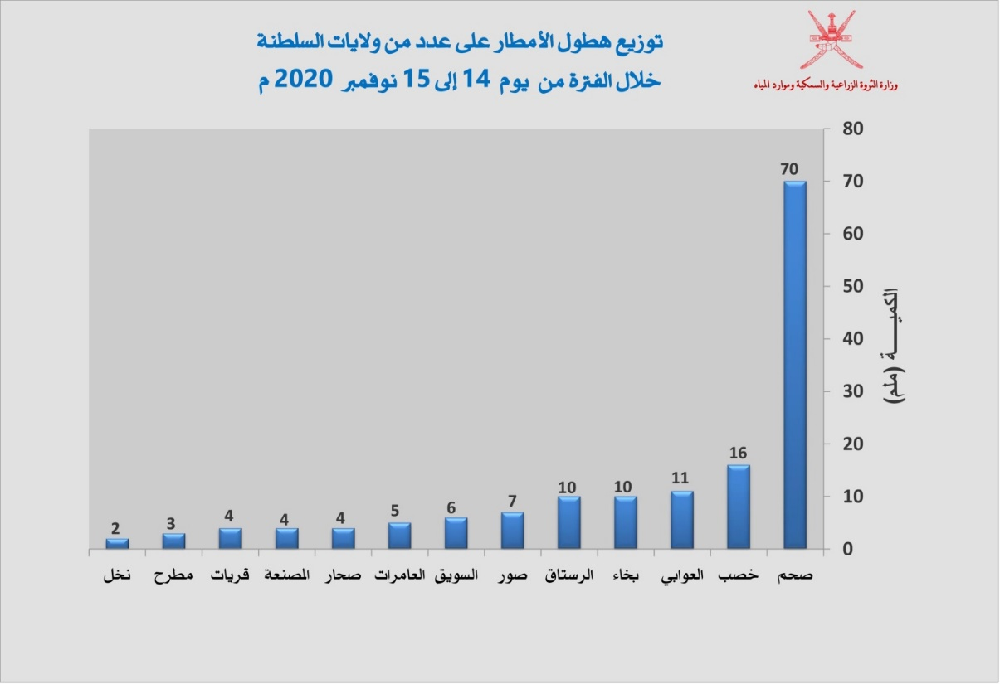 وزارة الثروة الزراعية والسمكية وموارد المياه
توزيع هطول الأمطار على عدد من ولايات السلطنة
خلال الفترة من يوم 14 إلى 15 نوفمبر 2020 م
80
70
60
50
40
30
20
10
0
الكميـــــة (ملم)
70
16
11
10
10
7
6
5
4
4
4
3
2
صحم
خصب
العوابي
بخاء
الرستاق
صور
السويق
العامرات
صحار
المصنعة
قريات
مطرح
نخل